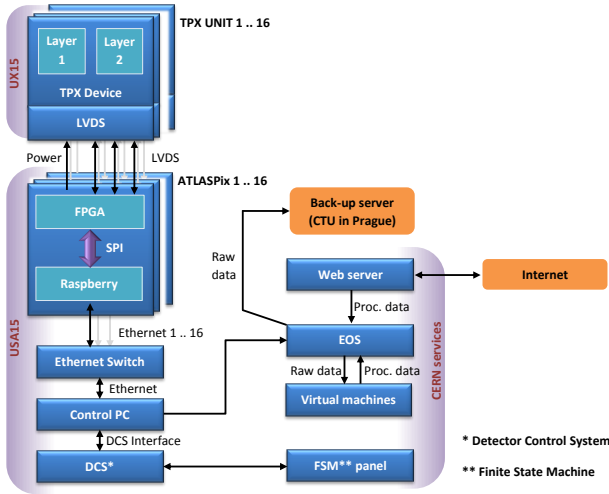 TPX UNIT 1 .. 16
UX15
Layer
1
Layer
2
TPX Device
LVDS
Power
LVDS
ATLASPix 1 .. 16
USA15
FPGA
SPI
Raspberry
Ethernet 1 .. 16
Ethernet Switch
Ethernet
Control PC
DCS Interface
DCS*
Back-up server
(CTU in Prague)
Raw
data
Web server
Internet
Proc. data
EOS
Raw data
Proc. data
Virtual machines
CERN services
FSM** panel
* Detector Control System
** Finite State Machine